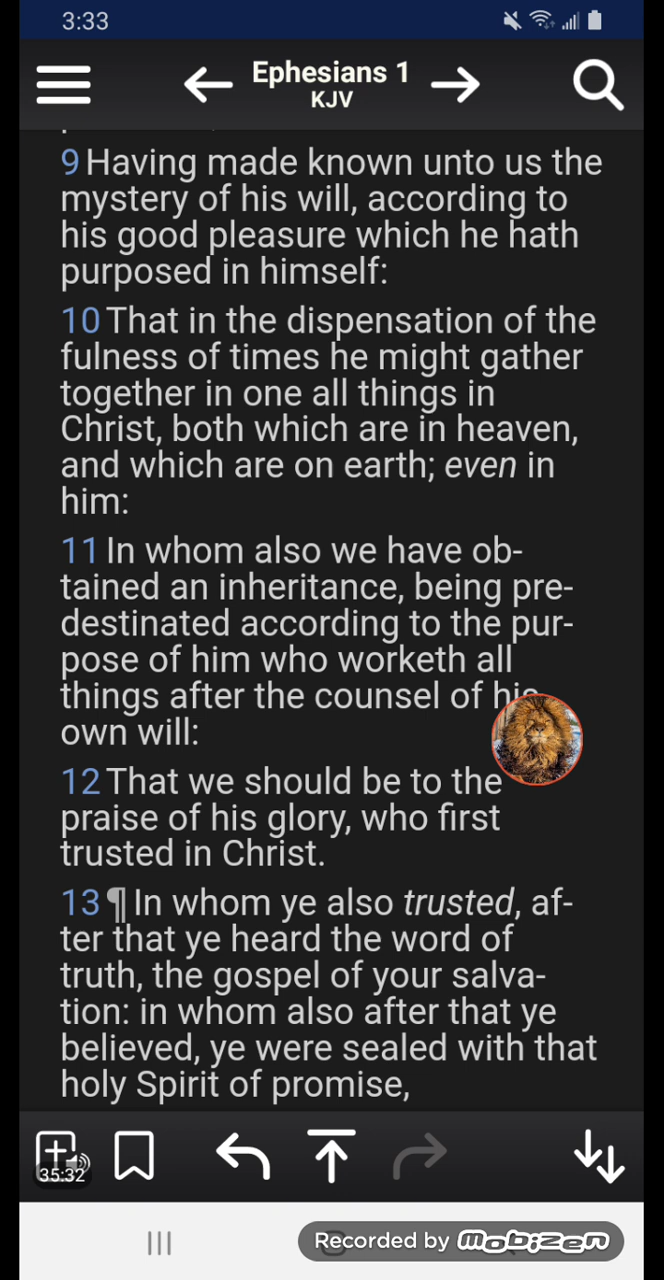 3:33
Ephesians 1
KJV
9 Having made known unto us the
mystery of his will, according to
his good pleasure which he hath
purposed in himself:
10 That in the dispensation of the
fulness of times he might gather
together in one all things in
Christ, both which are in heaven,
and which are on earth; even in
him:
11 In whom also we have ob-
tained an inheritance, being pre-
destinated according to the pur-
pose of him who worketh all
things after the counsel of his
own will:
12 That we should be to the
praise of his glory, who first
trusted in Christ.
13 ¶ In whom ye also trusted, af-
ter that ye heard the word of
truth, the gospel of your salva-
tion: in whom also after that ye
believed, ye were sealed with that
holy Spirit of promise,
35:32
Recorded by mobizen